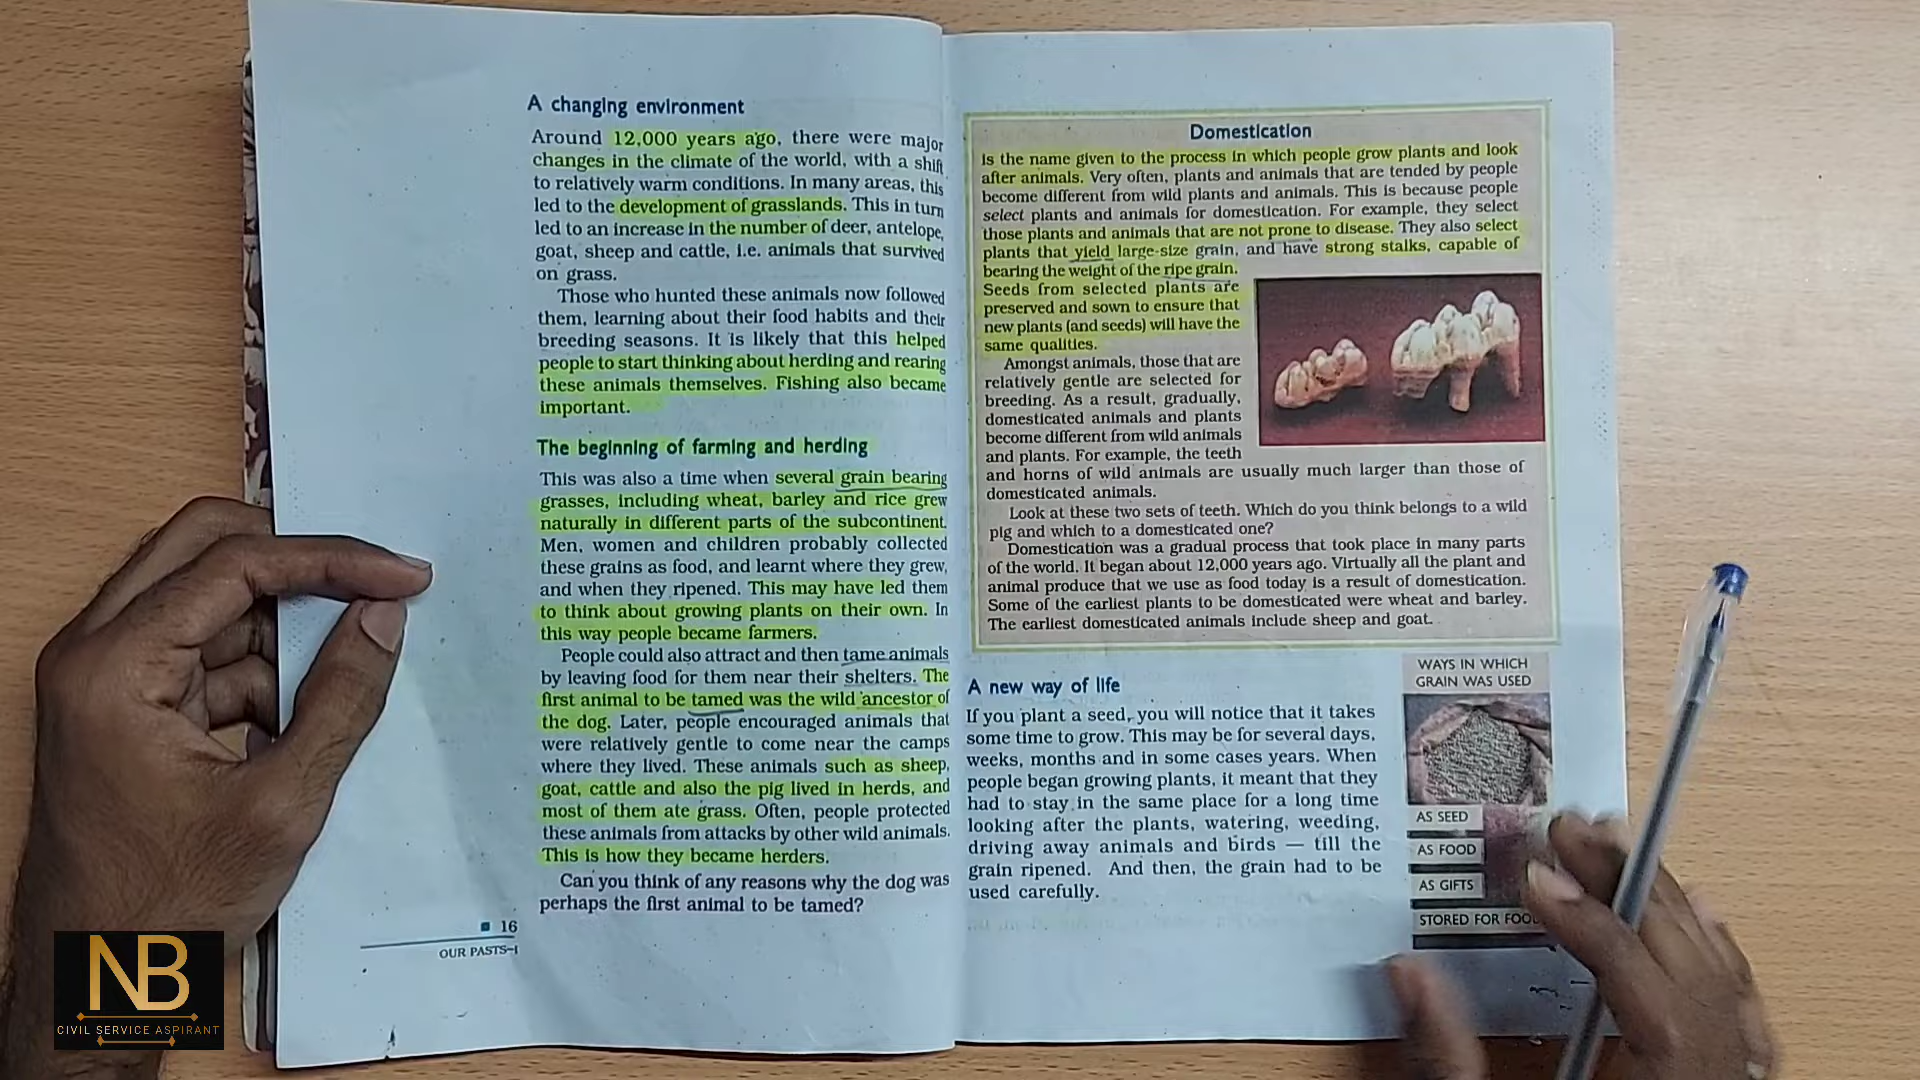 A changing environment
Around 12,000 years ago, there were major
changes in the climate of the world, with a shift
to relatively warm conditions. In many areas, this
led to the development of grasslands. This in turn
led to an increase in the number of deer, antelope,
goat, sheep and cattle, i.e. animals that survived
on grass.
Those who hunted these animals now followed
them, learning about their food habits and their
breeding seasons. It is likely that this helped
people to start thinking about herding and rearing
these animals themselves. Fishing also became
important.
The beginning of farming and herding
This was also a time when several grain bearing
grasses, including wheat, barley and rice grew
naturally in different parts of the subcontinent.
Men, women and children probably collected
these grains as food, and learnt where they grew,
and when they ripened. This may have led them
to think about growing plants on their own. In
this way people became farmers.
People could also attract and then tame animals
by leaving food for them near their shelters. The
first animal to be tamed was the wild ancestor of
the dog. Later, people encouraged animals that
were relatively gentle to come near the camps
where they lived. These animals such as sheep,
goat, cattle and also the pig lived in herds, and
most of them ate grass. Often, people protected
these animals from attacks by other wild animals.
This is how they became herders.
Can you think of any reasons why the dog was
perhaps the first animal to be tamed?
16
OUR PASTS–I
Domestication
is the name given to the process in which people grow plants and look
after animals. Very often, plants and animals that are tended by people
become different from wild plants and animals. This is because people
select plants and animals for domestication. For example, they select
those plants and animals that are not prone to disease. They also select
plants that yield large-size grain, and have strong stalks, capable of
bearing the weight of the ripe grain.
Seeds from selected plants are
preserved and sown to ensure that
new plants (and seeds) will have the
same qualities.
Amongst animals, those that are
relatively gentle are selected for
breeding. As a result, gradually,
domesticated animals and plants
become different from wild animals
and plants. For example, the teeth
and horns of wild animals are usually much larger than those of
domesticated animals.
Look at these two sets of teeth. Which do you think belongs to a wild
pig and which to a domesticated one?
Domestication was a gradual process that took place in many parts
of the world. It began about 12,000 years ago. Virtually all the plant and
animal produce that we use as food today is a result of domestication.
Some of the earliest plants to be domesticated were wheat and barley.
The earliest domesticated animals include sheep and goat.
A new way of life
If you plant a seed, you will notice that it takes
some time to grow. This may be for several days,
weeks, months and in some cases years. When
people began growing plants, it meant that they
had to stay in the same place for a long time
looking after the plants, watering, weeding,
driving away animals and birds — till the
grain ripened. And then, the grain had to be
used carefully.
WAYS IN WHICH
GRAIN WAS USED
AS SEED
AS FOOD
AS GIFTS
STORED FOR FOOD
NB
CIVIL SERVICE ASPIRANT